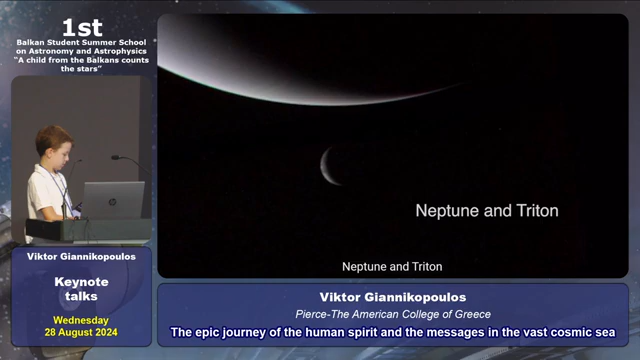 1st
Balkan Student Summer School
on Astronomy and Astrophysics
"A child from the Balkans counts
the stars”
Neptune and Triton
Neptune and Triton
Viktor Giannikopoulos
Keynote
talks
Wednesday
28 August 2024
Viktor Giannikopoulos
Pierce-The American College of Greece
The epic journey of the human spirit and the messages in the vast cosmic sea